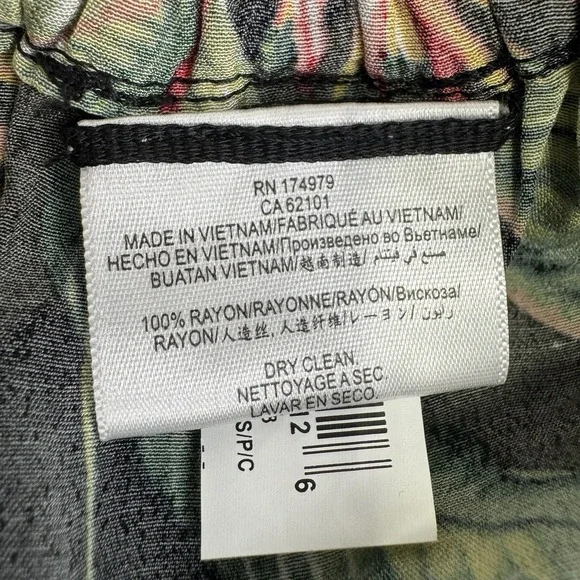 RN 174979
CA 62101
MADE IN VIETNAM/FABRIQUÉ AU VIETNAM/
HECHO EN VIETNAM/Произведено во Вьетнаме/
BUATAN VIETNAM/越南制造/صنع في فيتنام
100% RAYON/RAYONNE/RAYÓN/Вискоза/
RAYON/人造丝, 人造纤维/レーヨン/رايون
DRY CLEAN.
NETTOYAGE A SEC.
LAVAR EN SECO.
12
6
S/P/C